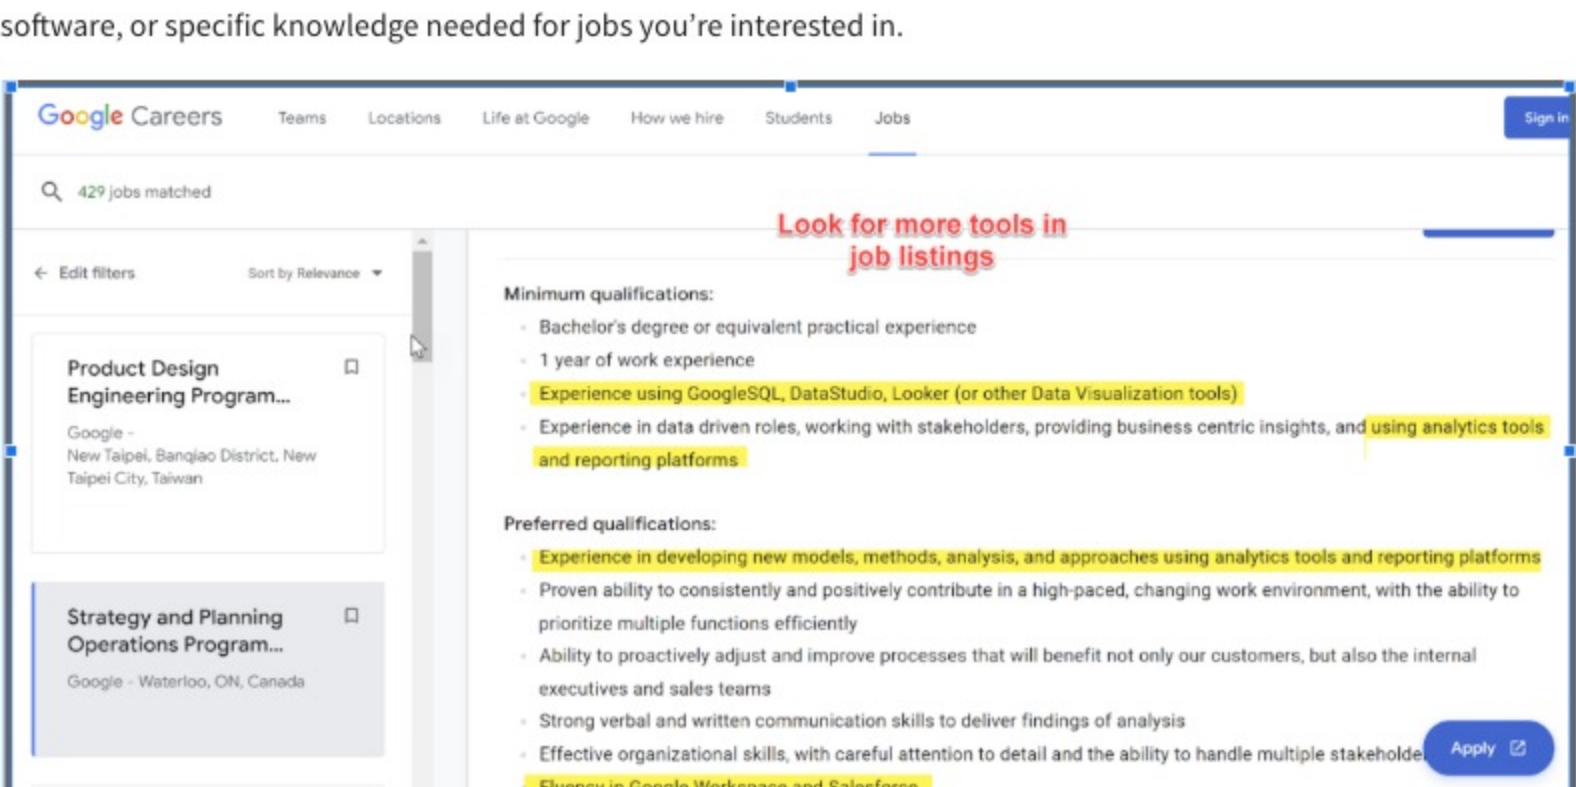 software, or specific knowledge needed for jobs you’re interested in.
Google Careers
Teams
Locations
Life at Google
How we hire
Students
Jobs
Sign in
429 jobs matched
Look for more tools in
job listings
Edit filters
Sort by Relevance
Product Design
Engineering Program...
Google -
New Taipei, Banqiao District, New
Taipei City, Taiwan
Strategy and Planning
Operations Program...
Google - Waterloo, ON, Canada
Minimum qualifications:
Bachelor's degree or equivalent practical experience
1 year of work experience
Experience using GoogleSQL, DataStudio, Looker (or other Data Visualization tools)
Experience in data driven roles, working with stakeholders, providing business centric insights, and using analytics tools
and reporting platforms
Preferred qualifications:
Experience in developing new models, methods, analysis, and approaches using analytics tools and reporting platforms
Proven ability to consistently and positively contribute in a high-paced, changing work environment, with the ability to
prioritize multiple functions efficiently
Ability to proactively adjust and improve processes that will benefit not only our customers, but also the internal
executives and sales teams
Strong verbal and written communication skills to deliver findings of analysis
Effective organizational skills, with careful attention to detail and the ability to handle multiple stakeholde
Apply
Fluency in Google Workspace and Salesforce